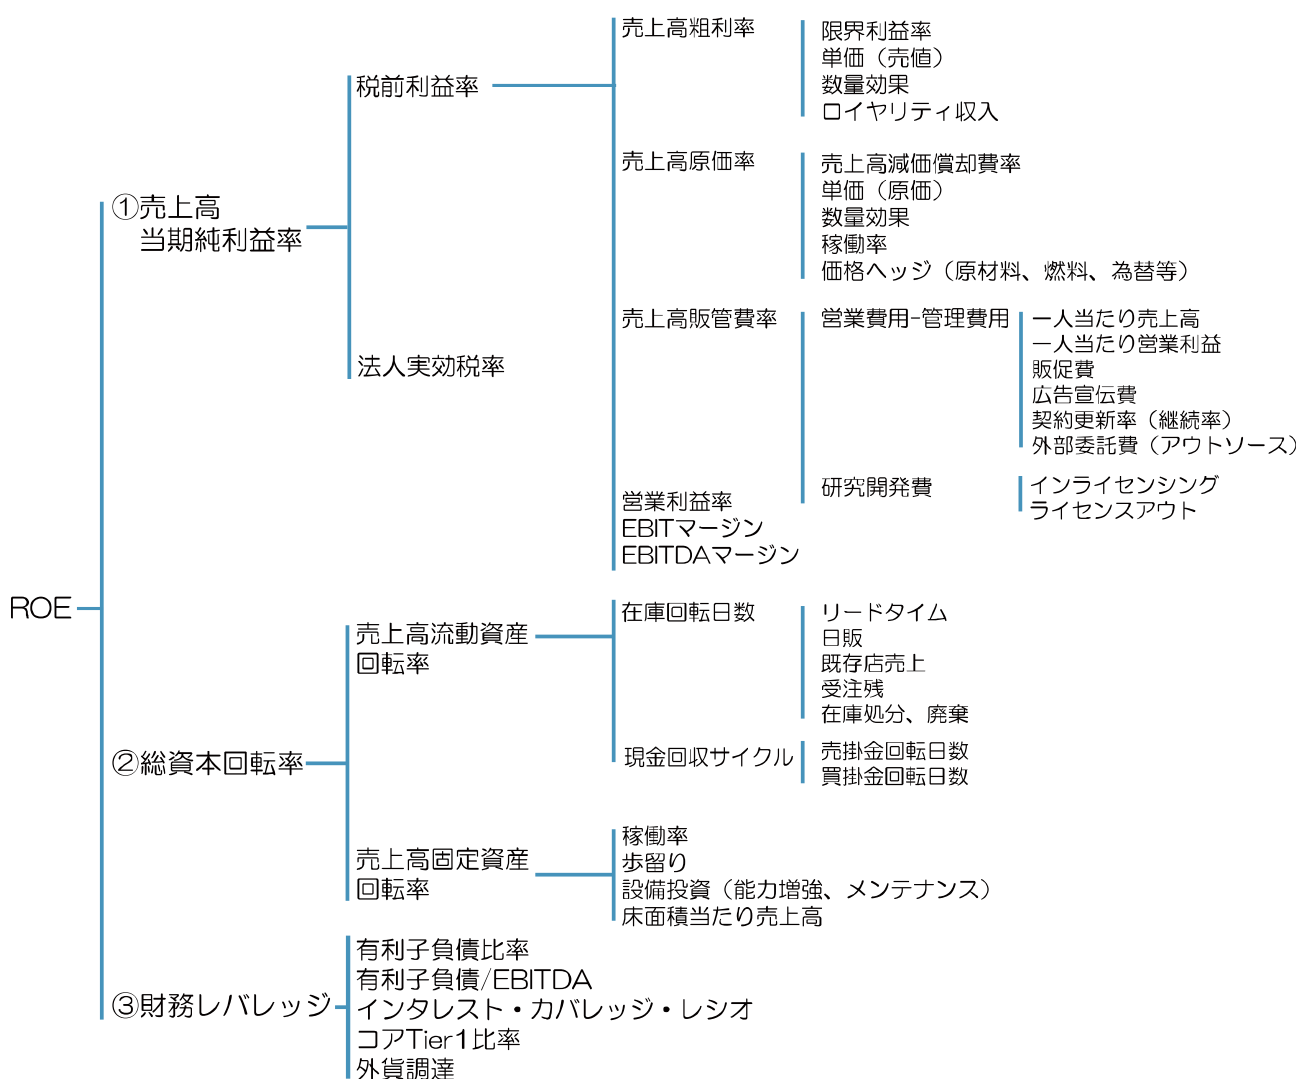 ROE
①売上高
当期純利益率
税前利益率
売上高粗利率
限界利益率
単価（売値）
数量効果
ロイヤリティ収入
売上高原価率
売上高減価償却費率
単価（原価）
数量効果
稼働率
価格ヘッジ（原材料、燃料、為替等）
売上高販管費率
営業費用-管理費用
一人当たり売上高
一人当たり営業利益
販促費
広告宣伝費
契約更新率（継続率）
外部委託費（アウトソース）
研究開発費
インライセンシング
ライセンスアウト
営業利益率
EBITマージン
EBITDAマージン
法人実効税率
②総資本回転率
売上高流動資産
回転率
在庫回転日数
リードタイム
日販
既存店売上
受注残
在庫処分、廃棄
現金回収サイクル
売掛金回転日数
買掛金回転日数
売上高固定資産
回転率
稼働率
歩留り
設備投資（能力増強、メンテナンス）
床面積当たり売上高
③財務レバレッジ
有利子負債比率
有利子負債/EBITDA
インタレスト・カバレッジ・レシオ
コアTier1比率
外貨調達